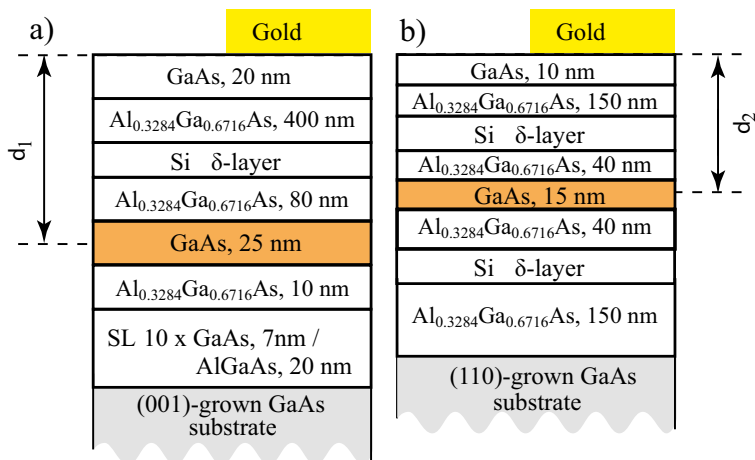 a)
Gold
GaAs, 20 nm
Al0.3284Ga0.6716As, 400 nm
Si δ-layer
Al0.3284Ga0.6716As, 80 nm
GaAs, 25 nm
Al0.3284Ga0.6716As, 10 nm
SL 10 x GaAs, 7nm /
AlGaAs, 20 nm
(001)-grown GaAs
substrate
d1
b)
Gold
GaAs, 10 nm
Al0.3284Ga0.6716As, 150 nm
Si δ-layer
Al0.3284Ga0.6716As, 40 nm
GaAs, 15 nm
Al0.3284Ga0.6716As, 40 nm
Si δ-layer
Al0.3284Ga0.6716As, 150 nm
(110)-grown GaAs
substrate
d2